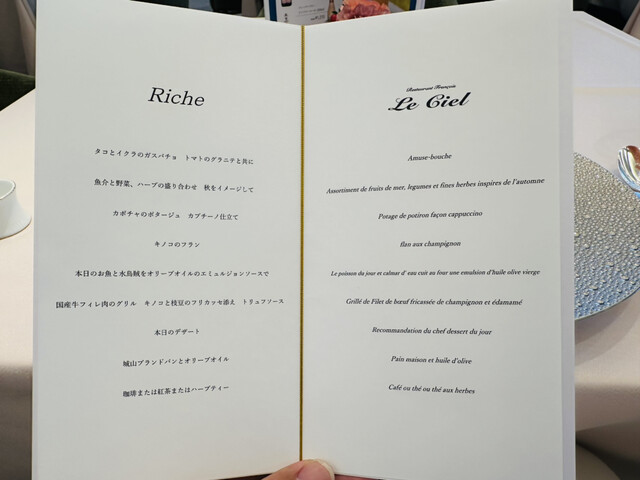 Riche
タコとイクラのガスパチョ　トマトのグラニテと共に
魚介と野菜、ハーブの盛り合わせ　秋をイメージして
カボチャのポタージュ　カプチーノ仕立て
キノコのフラン
本日のお魚と水烏賊をオリーブオイルのエミュルジョンソースで
国産牛フィレ肉のグリル　キノコと枝豆のフリカッセ添え　トリュフソース
本日のデザート
城山ブランドパンとオリーブオイル
珈琲または紅茶またはハーブティー
Restaurant Français
Le Ciel
Amuse-bouche
Assortiment de fruits de mer, legumes et fines herbes inspires de l'automne
Potage de potiron façon cappuccino
flan aux champignon
Le poisson du jour et calmar d' eau cuit au four une emulsion d'huile olive vierge
Grillé de Filet de bœuf fricassée de champignon et édamamé
Recommandation du chef dessert du jour
Pain maison et huile d'olive
Café ou thé ou thé aux herbes